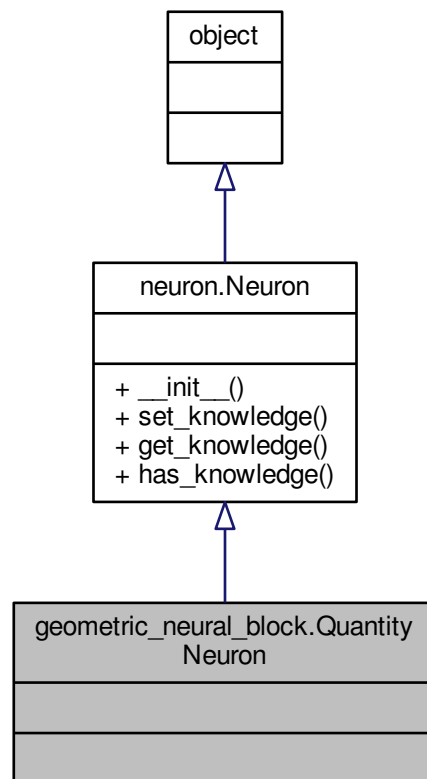 object
neuron.Neuron
+ __init__()
+ set_knowledge()
+ get_knowledge()
+ has_knowledge()
geometric_neural_block.Quantity
Neuron